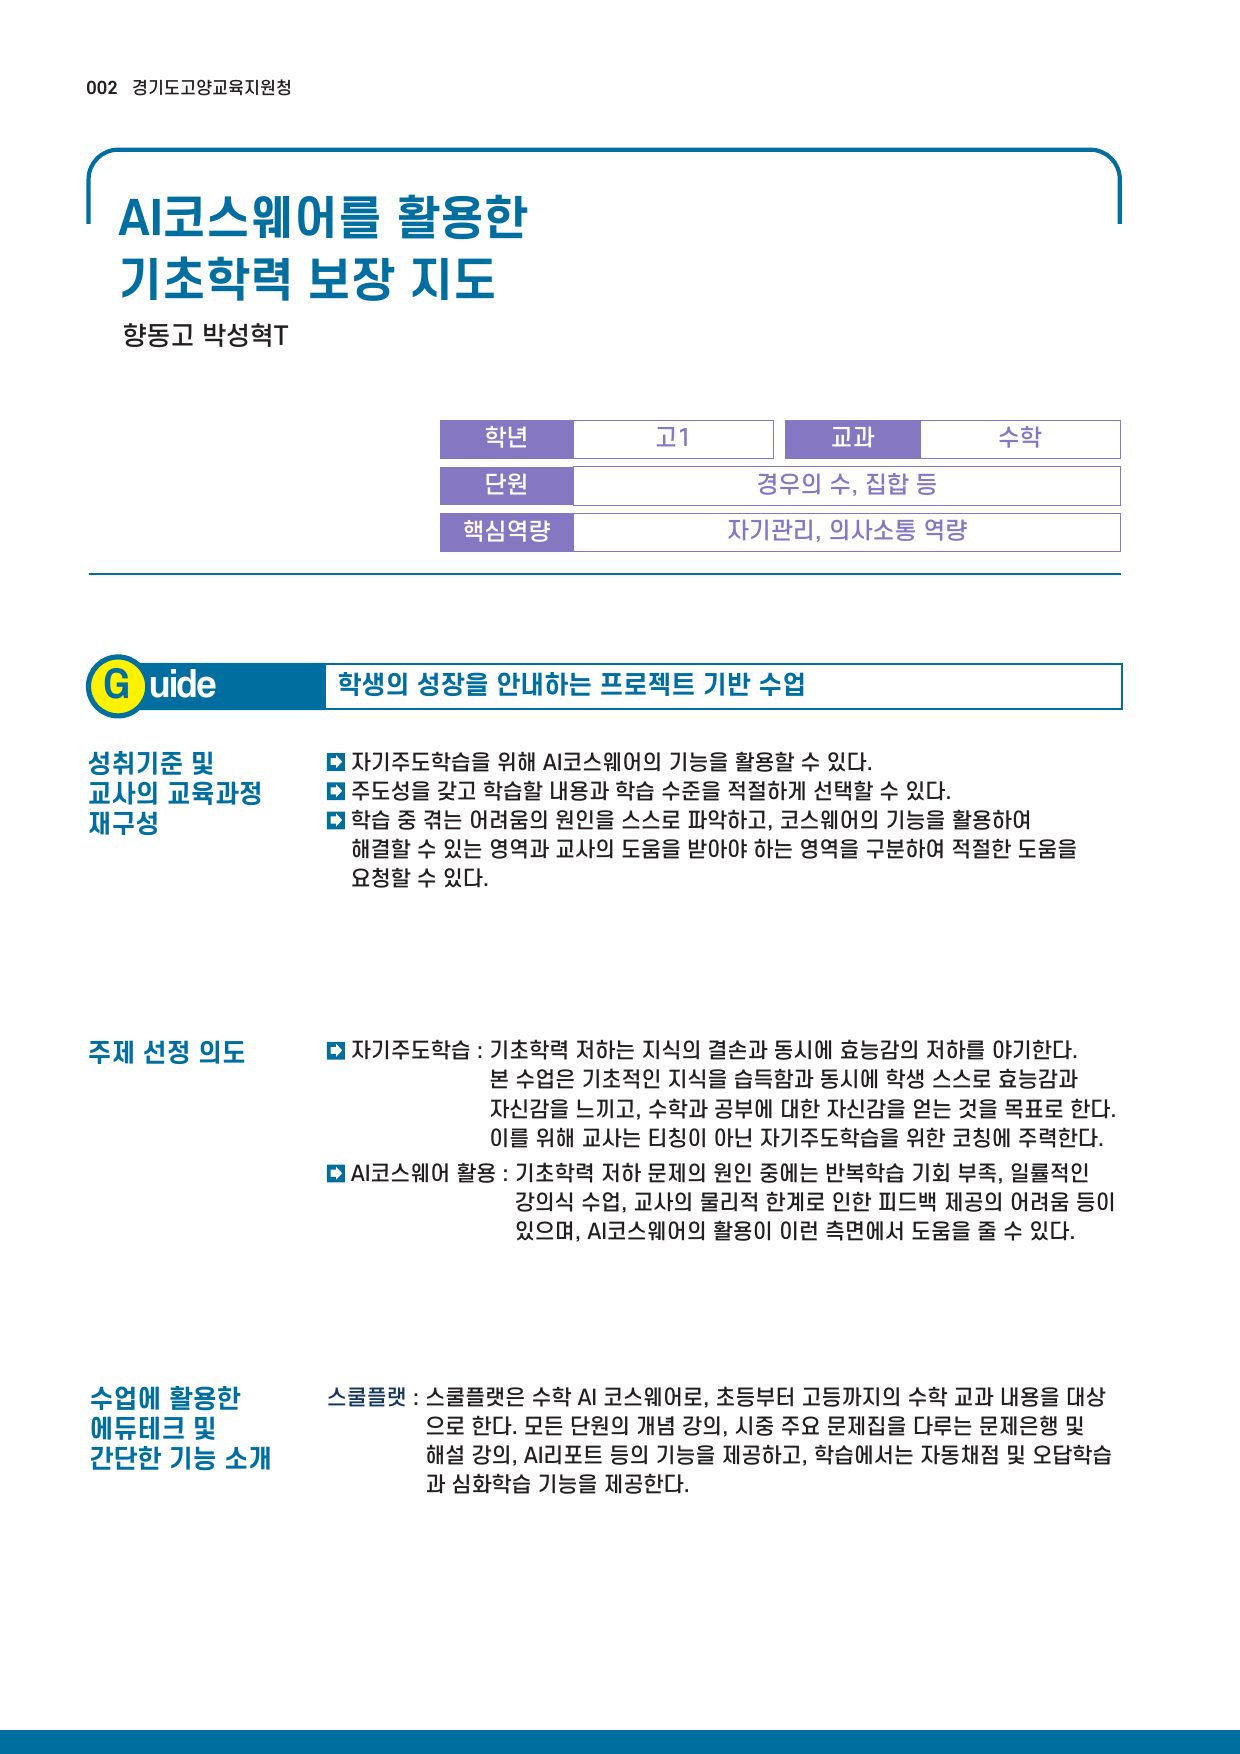 002 경기도고양교육지원청
AI코스웨어를 활용한
기초학력 보장 지도
향동고 박성혁T
학년 고1 교과 수학
단원 경우의 수, 집합 등
핵심역량 자기관리, 의사소통 역량
Guide 학생의 성장을 안내하는 프로젝트 기반 수업
성취기준 및
교사의 교육과정
재구성
자기주도학습을 위해 AI코스웨어의 기능을 활용할 수 있다.
주도성을 갖고 학습할 내용과 학습 수준을 적절하게 선택할 수 있다.
학습 중 겪는 어려움의 원인을 스스로 파악하고, 코스웨어의 기능을 활용하여
해결할 수 있는 영역과 교사의 도움을 받아야 하는 영역을 구분하여 적절한 도움을
요청할 수 있다.
주제 선정 의도
자기주도학습 : 기초학력 저하는 지식의 결손과 동시에 효능감의 저하를 야기한다.
본 수업은 기초적인 지식을 습득함과 동시에 학생 스스로 효능감과
자신감을 느끼고, 수학과 공부에 대한 자신감을 얻는 것을 목표로 한다.
이를 위해 교사는 티칭이 아닌 자기주도학습을 위한 코칭에 주력한다.
AI코스웨어 활용 : 기초학력 저하 문제의 원인 중에는 반복학습 기회 부족, 일률적인
강의식 수업, 교사의 물리적 한계로 인한 피드백 제공의 어려움 등이
있으며, AI코스웨어의 활용이 이런 측면에서 도움을 줄 수 있다.
수업에 활용한
에듀테크 및
간단한 기능 소개
스쿨플랫 : 스쿨플랫은 수학 AI 코스웨어로, 초등부터 고등까지의 수학 교과 내용을 대상
으로 한다. 모든 단원의 개념 강의, 시중 주요 문제집을 다루는 문제은행 및
해설 강의, AI리포트 등의 기능을 제공하고, 학습에서는 자동채점 및 오답학습
과 심화학습 기능을 제공한다.